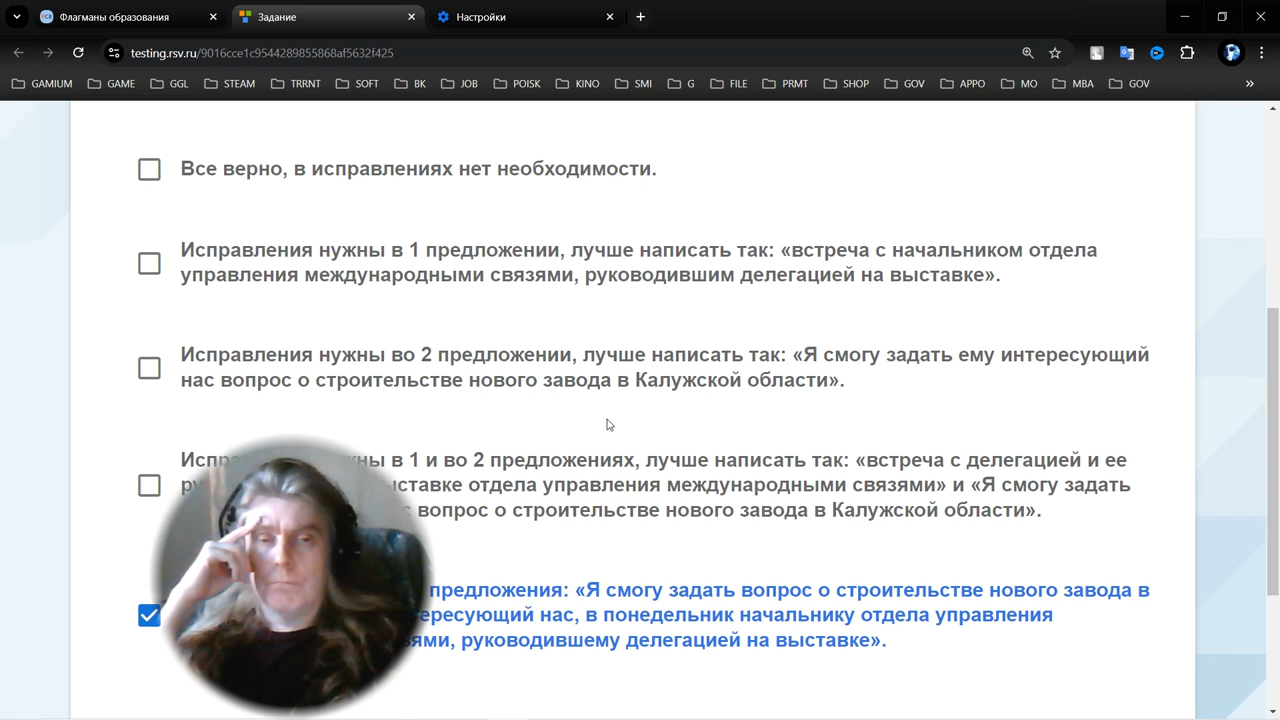 Флагманы образования
Задание
Настройки
testing.rsv.ru/9016cce1c9544289855868af5632f425
GAMIUM GAME GGL STEAM TRRNT SOFT BK JOB POISK KINO SMI G FILE PRMT SHOP GOV APPO MO MBA GOV
Все верно, в исправлениях нет необходимости.
Исправления нужны в 1 предложении, лучше написать так: «встреча с начальником отдела
управления международными связями, руководившим делегацией на выставке».
Исправления нужны во 2 предложении, лучше написать так: «Я смогу задать ему интересующий
нас вопрос о строительстве нового завода в Калужской области».
в 1 и во 2 предложениях, лучше написать так: «встреча с делегацией и ее
отдела управления международными связями» и «Я смогу задать
вопрос о строительстве нового завода в Калужской области».
предложения: «Я смогу задать вопрос о строительстве нового завода в
нас, в понедельник начальнику отдела управления
руководившему делегацией на выставке».